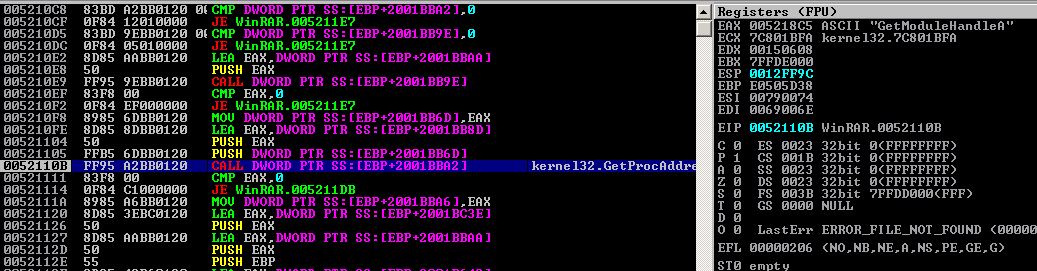 005210C8 83BD A2BB0120 00 CMP DWORD PTR SS:[EBP+2001BBA2],0
005210CF 0F84 12010000 JE WinRAR.005211E7
005210D5 83BD 9EBB0120 00 CMP DWORD PTR SS:[EBP+2001BB9E],0
005210DC 0F84 05010000 JE WinRAR.005211E7
005210E2 8D85 AABB0120 LEA EAX,DWORD PTR SS:[EBP+2001BBAA]
005210E8 50 PUSH EAX
005210E9 FF95 9EBB0120 CALL DWORD PTR SS:[EBP+2001BB9E]
005210EF 83F8 00 CMP EAX,0
005210F2 0F84 EF000000 JE WinRAR.005211E7
005210F8 8985 6DBB0120 MOV DWORD PTR SS:[EBP+2001BB6D],EAX
005210FE 8D85 8DBB0120 LEA EAX,DWORD PTR SS:[EBP+2001BB8D]
00521104 50 PUSH EAX
00521105 FFB5 6DBB0120 PUSH DWORD PTR SS:[EBP+2001BB6D]
0052110B FF95 A2BB0120 CALL DWORD PTR SS:[EBP+2001BBA2] kernel32.GetProcAddre
00521111 83F8 00 CMP EAX,0
00521114 0F84 C1000000 JE WinRAR.005211DB
0052111A 8985 A6BB0120 MOV DWORD PTR SS:[EBP+2001BBA6],EAX
00521120 8D85 3EBC0120 LEA EAX,DWORD PTR SS:[EBP+2001BC3E]
00521126 50 PUSH EAX
00521127 8D85 AABB0120 LEA EAX,DWORD PTR SS:[EBP+2001BBAA]
0052112D 50 PUSH EAX
0052112E 55 PUSH EBP
Registers (FPU)
EAX 005218C5 ASCII "GetModuleHandleA"
ECX 7C801BFA kernel32.7C801BFA
EDX 00150608
EBX 7FFDE000
ESP 0012FF9C
EBP E0505D38
ESI 00790074
EDI 0069006E
EIP 0052110B WinRAR.0052110B
C 0 ES 0023 32bit 0(FFFFFFFF)
P 1 CS 001B 32bit 0(FFFFFFFF)
A 0 SS 0023 32bit 0(FFFFFFFF)
Z 0 DS 0023 32bit 0(FFFFFFFF)
S 0 FS 003B 32bit 7FFDD000(FFF)
T 0 GS 0000 NULL
D 0
O 0 LastErr ERROR_FILE_NOT_FOUND (00000
EFL 00000206 (NO,NB,NE,A,NS,PE,GE,G)
ST0 empty